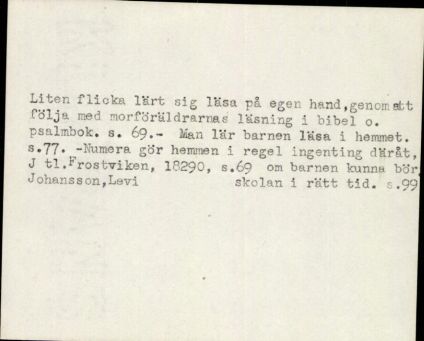 Liten flicka lärt sig läsa på egen hand,genom att
följa med morföräldrarnas läsning i bibel o.
psalmbok. s. 69.- Man lär barnen läsa i hemmet.
s.77. -Numera gör hemmen i regel ingenting däråt,
J tl.Frostviken, 18290, s.69 om barnen kunna bör
Johansson,Levi skolan i rätt tid. s.99